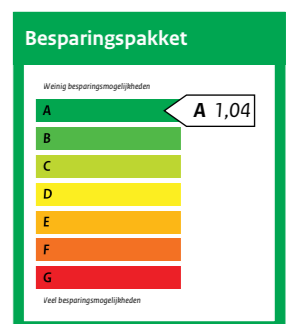 Besparingspakket
Weinig besparingsmogelijkheden
A
A 1,04
B
C
D
E
F
G
Veel besparingsmogelijkheden